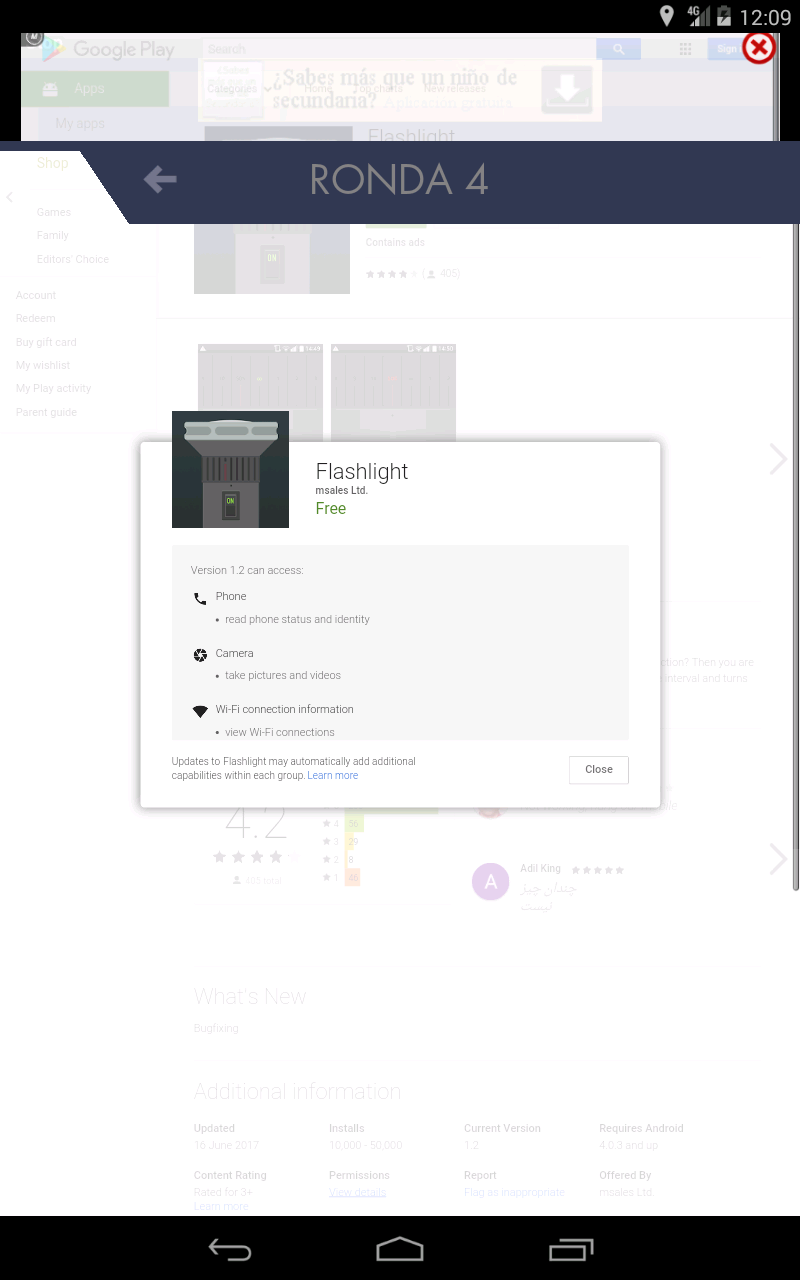 12:09
4G
Google Play
Search
Sign
¿Sabes más que un niño de
secundaria? Aplicación gratuita
Apps
Categories
Home
Top charts
New releases
My apps
Flashlight
Shop
RONDA 4
Games
Family
Editors' Choice
Contains ads
(405)
Account
Redeem
Buy gift card
My wishlist
My Play activity
Parent guide
14:49
14:50
ON
Flashlight
msales Ltd.
Free
ON
Version 1.2 can access:
Phone
• read phone status and identity
Camera
• take pictures and videos
Wi-Fi connection information
• view Wi-Fi connections
Updates to Flashlight may automatically add additional
capabilities within each group. Learn more
Close
ction? Then you are
interval and turns
4.2
4 36
3 29
2 8
1 46
405 total
A
Adil King
چندان چیز
نیست
What's New
Bugfixing
Additional information
Updated
16 June 2017
Installs
10,000 - 50,000
Current Version
1.2
Requires Android
4.0.3 and up
Content Rating
Rated for 3+
Learn more
Permissions
View details
Report
Flag as inappropriate
Offered By
msales Ltd.